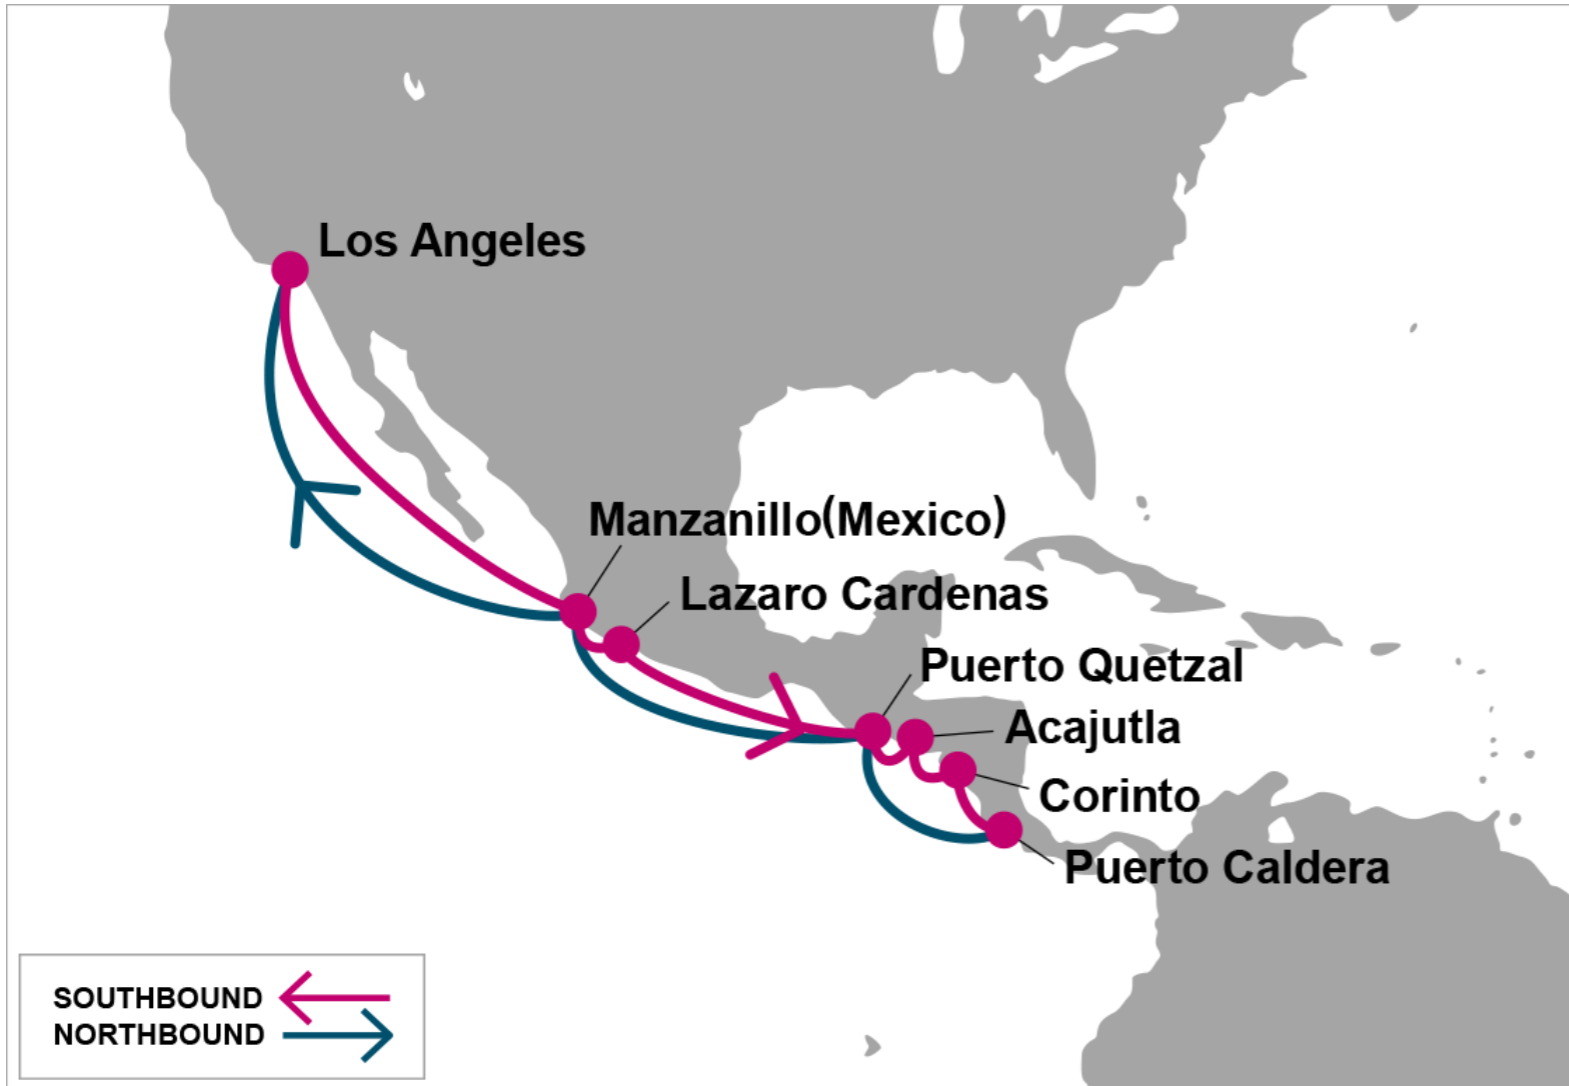 Los Angeles
Manzanillo(Mexico)
Lazaro Cardenas
Puerto Quetzal
Acajutla
Corinto
Puerto Caldera
SOUTHBOUND
NORTHBOUND